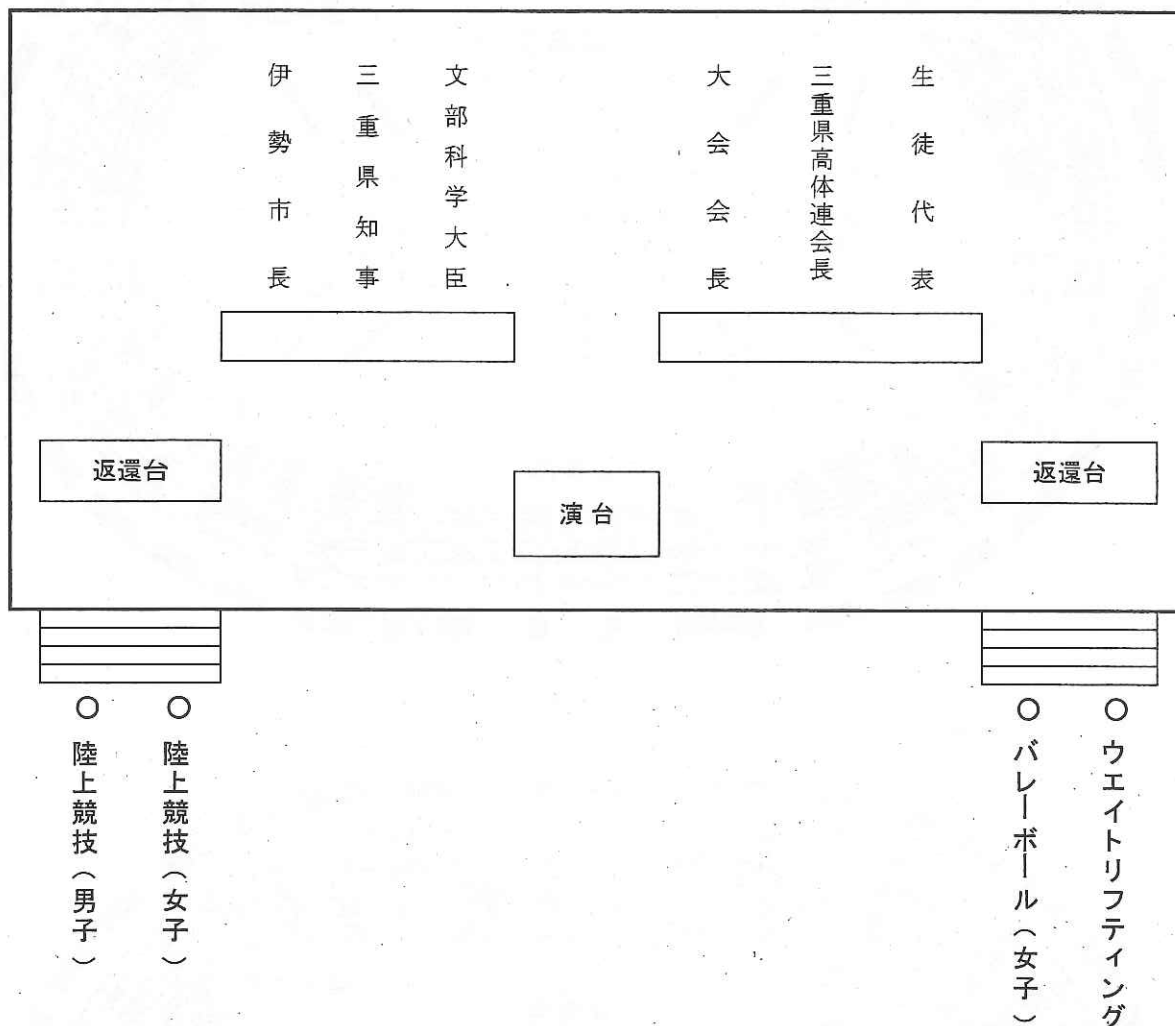 伊勢市長
三重県知事
文部科学大臣
大会会長
三重県高体連会長
生徒代表
返還台
演台
返還台
○陸上競技(男子)
○陸上競技(女子)
○バレーボール(女子)
○ウエイトリフティング